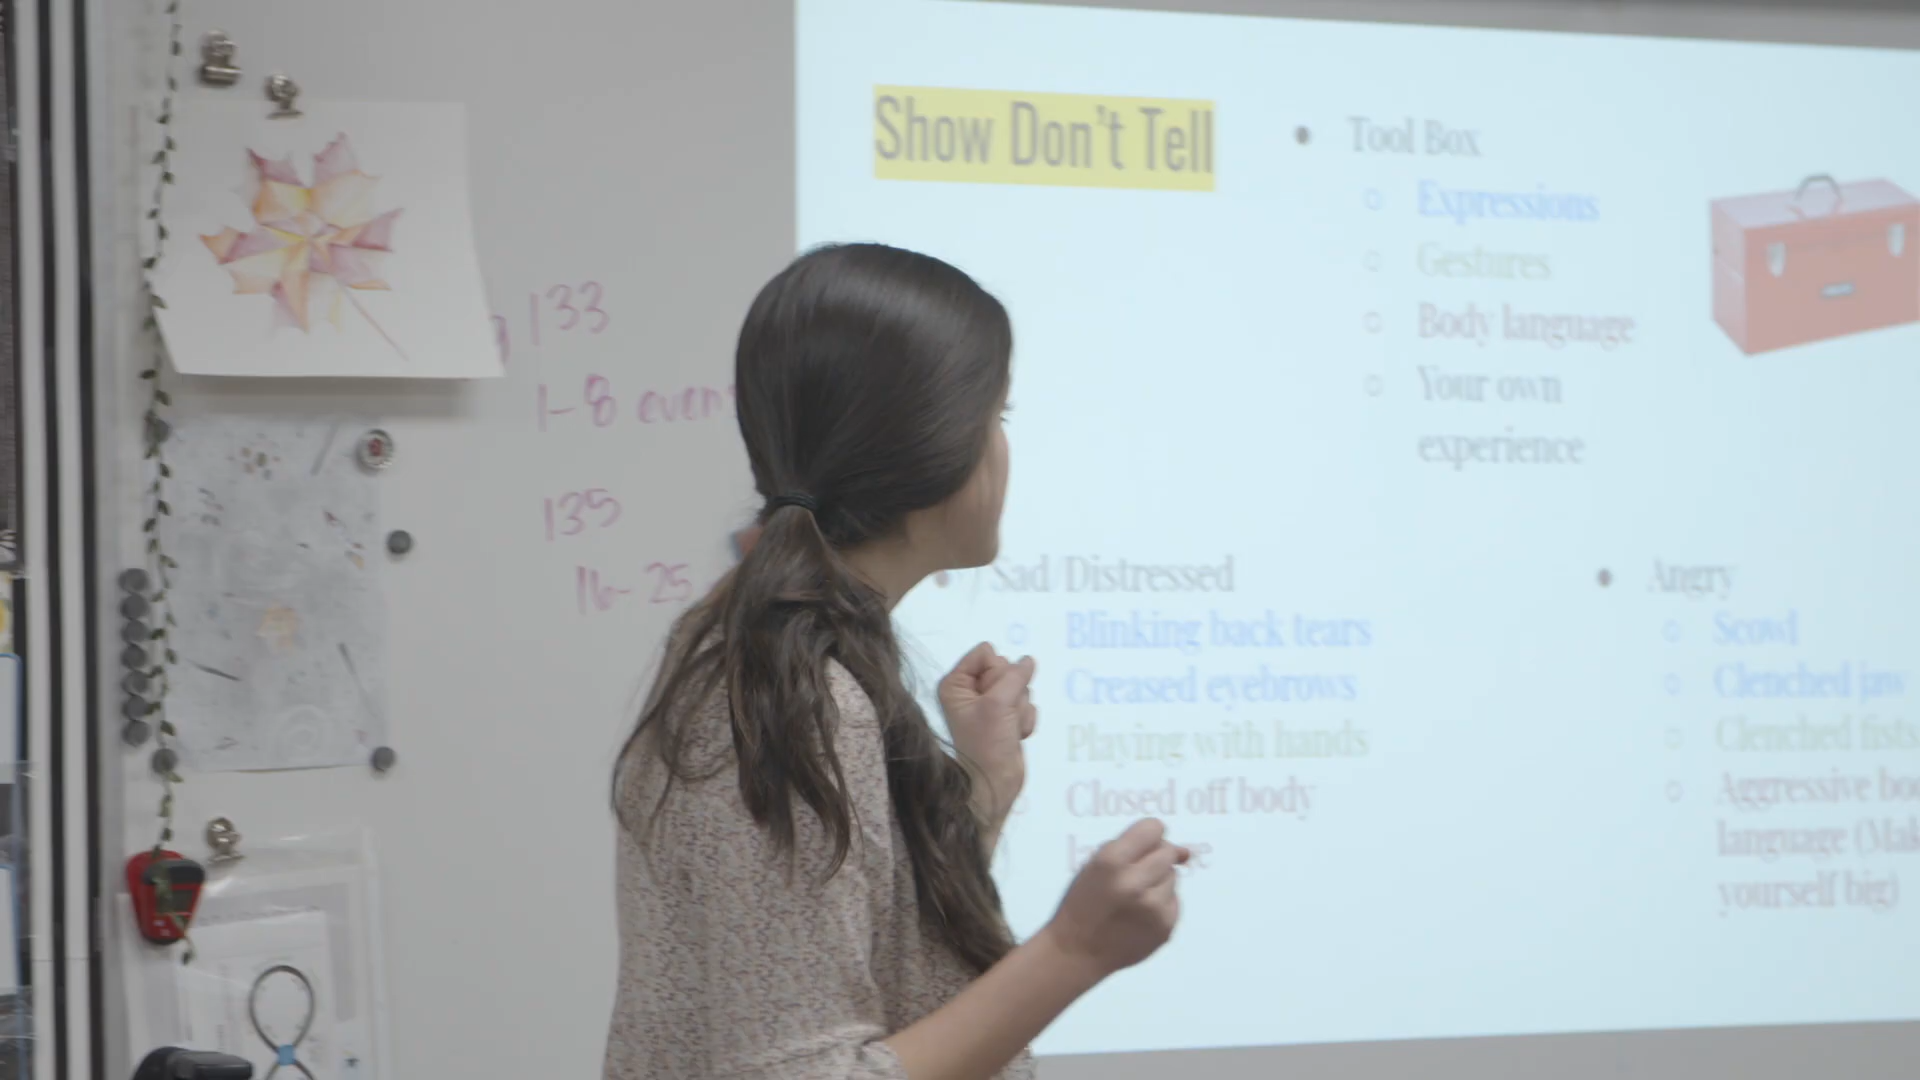 Show Don't Tell
Tool Box
Expressions
Gestures
Body language
Your own
experience
133
1-8 even
135
16-25
Sad/Distressed
Blinking back tears
Creased eyebrows
Playing with hands
Closed off body
Angry
Scowl
Clenched jaw
Clenched fists
Aggressive
language
yourself big)